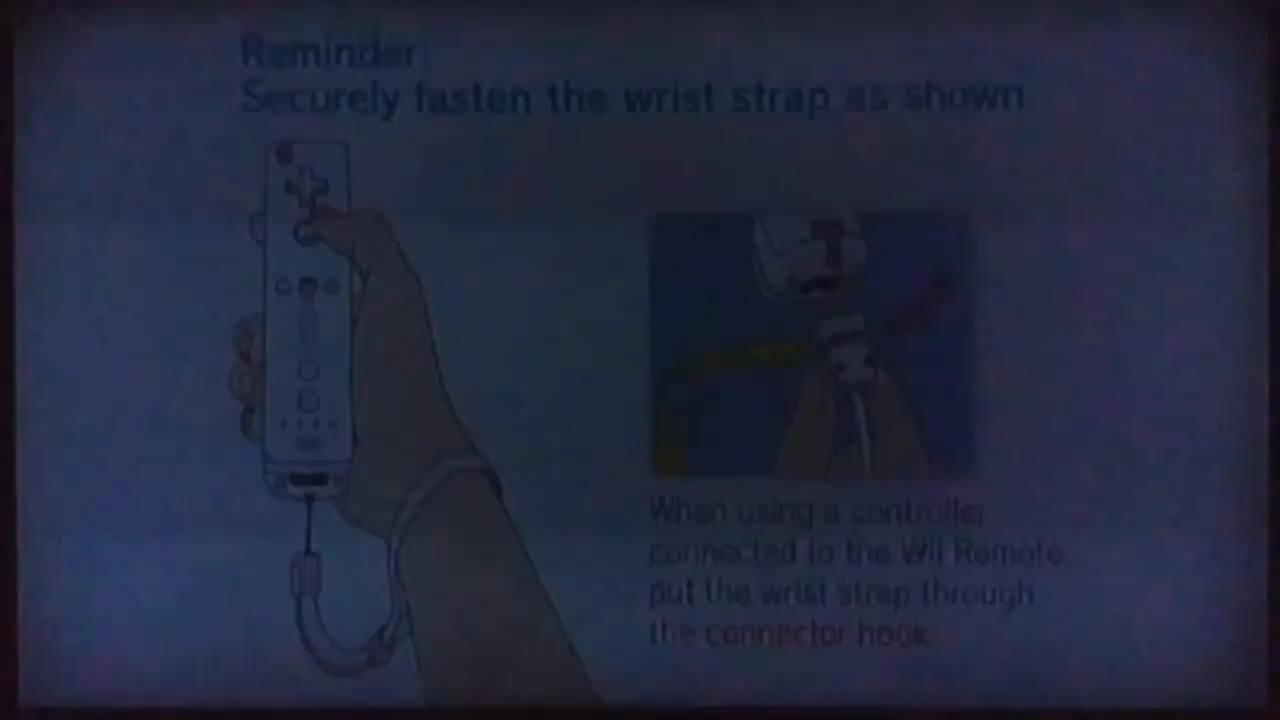 Reminder
Securely fasten the wrist strap as shown.
When using a controller
connected to the Wii Remote,
put the wrist strap through
the connector hook.